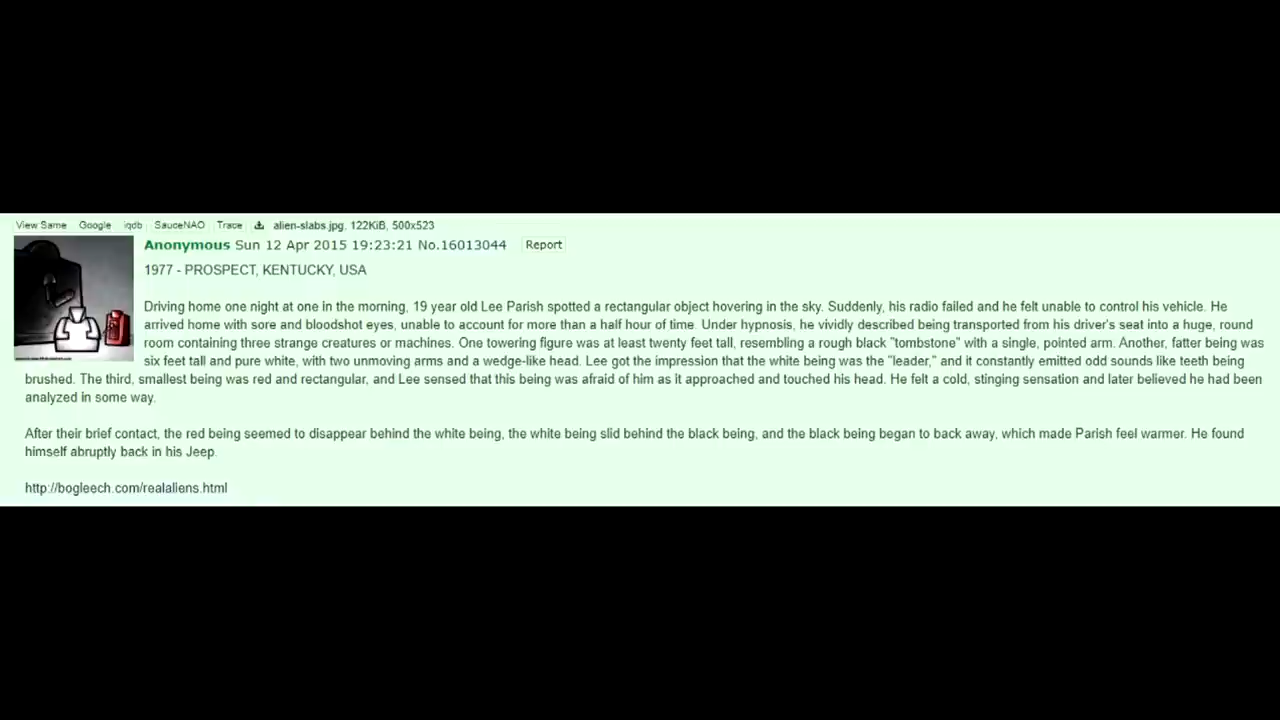 View Same Google iqdb SauceNAO Trace alien-slabs.jpg, 122KiB, 500x523
Anonymous Sun 12 Apr 2015 19:23:21 No.16013044 Report
1977 - PROSPECT, KENTUCKY, USA
Driving home one night at one in the morning, 19 year old Lee Parish spotted a rectangular object hovering in the sky. Suddenly, his radio failed and he felt unable to control his vehicle. He
arrived home with sore and bloodshot eyes, unable to account for more than a half hour of time. Under hypnosis, he vividly described being transported from his driver's seat into a huge, round
room containing three strange creatures or machines. One towering figure was at least twenty feet tall, resembling a rough black "tombstone" with a single, pointed arm. Another, fatter being was
six feet tall and pure white, with two unmoving arms and a wedge-like head. Lee got the impression that the white being was the "leader," and it constantly emitted odd sounds like teeth being
brushed. The third, smallest being was red and rectangular, and Lee sensed that this being was afraid of him as it approached and touched his head. He felt a cold, stinging sensation and later believed he had been
analyzed in some way.
After their brief contact, the red being seemed to disappear behind the white being, the white being slid behind the black being, and the black being began to back away, which made Parish feel warmer. He found
himself abruptly back in his Jeep.
http://bogleech.com/realaliens.html